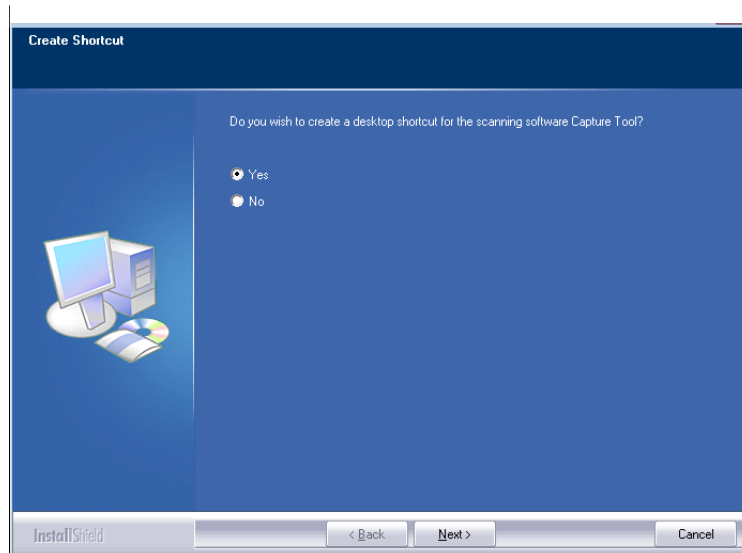 Create Shortcut
Do you wish to create a desktop shortcut for the scanning software Capture Tool?
Yes
No
InstallShield
< Back
Next >
Cancel